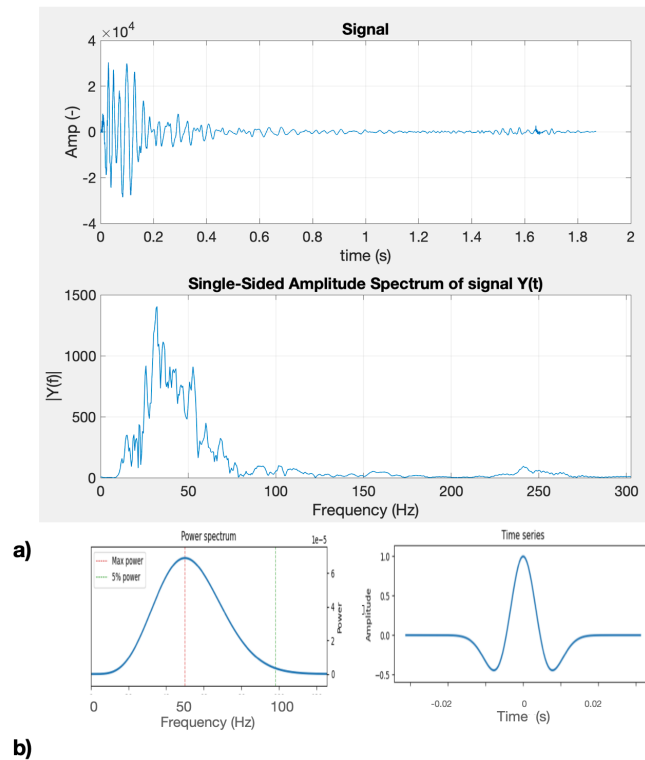 Signal
×10⁴
4
2
0
-2
-4
Amp (-)
0 0.2 0.4 0.6 0.8 1 1.2 1.4 1.6 1.8 2
time (s)
Single-Sided Amplitude Spectrum of signal Y(t)
1500
1000
500
0
|Y(f)|
0 50 100 150 200 250 300
Frequency (Hz)
a)
Power spectrum
1e-5
Max power
5% power
6
4
2
0
Power
0 50 100
Frequency (Hz)
Time series
1.0
0.5
0.0
-0.5
Amplitude
-0.02 0 0.02
Time (s)
b)